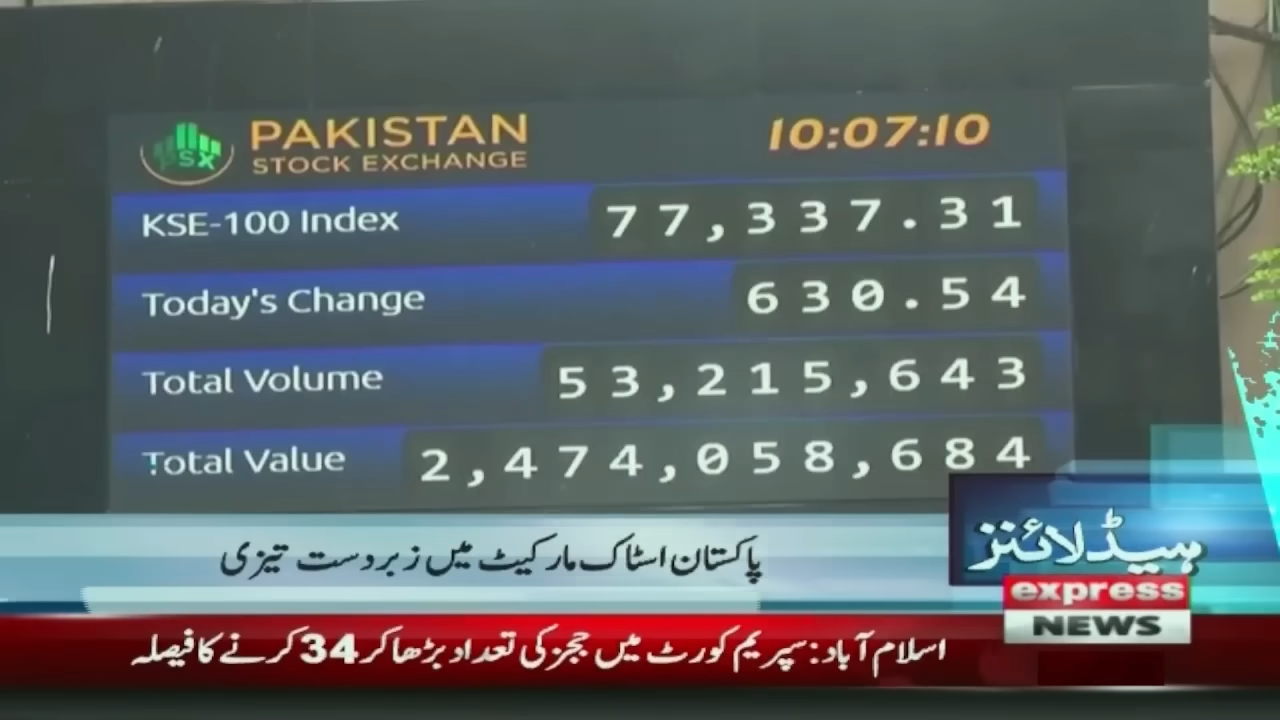 PSX
PAKISTAN
STOCK EXCHANGE
10:07:10
KSE-100 Index 77,337.31
Today's Change 630.54
Total Volume 53,215,643
Total Value 2,474,058,684
ہیڈلائنز
پاکستان اسٹاک مارکیٹ میں زبردست تیزی
express
NEWS
اسلام آباد: سپریم کورٹ میں ججز کی تعداد بڑھا کر 34 کرنے کا فیصلہ